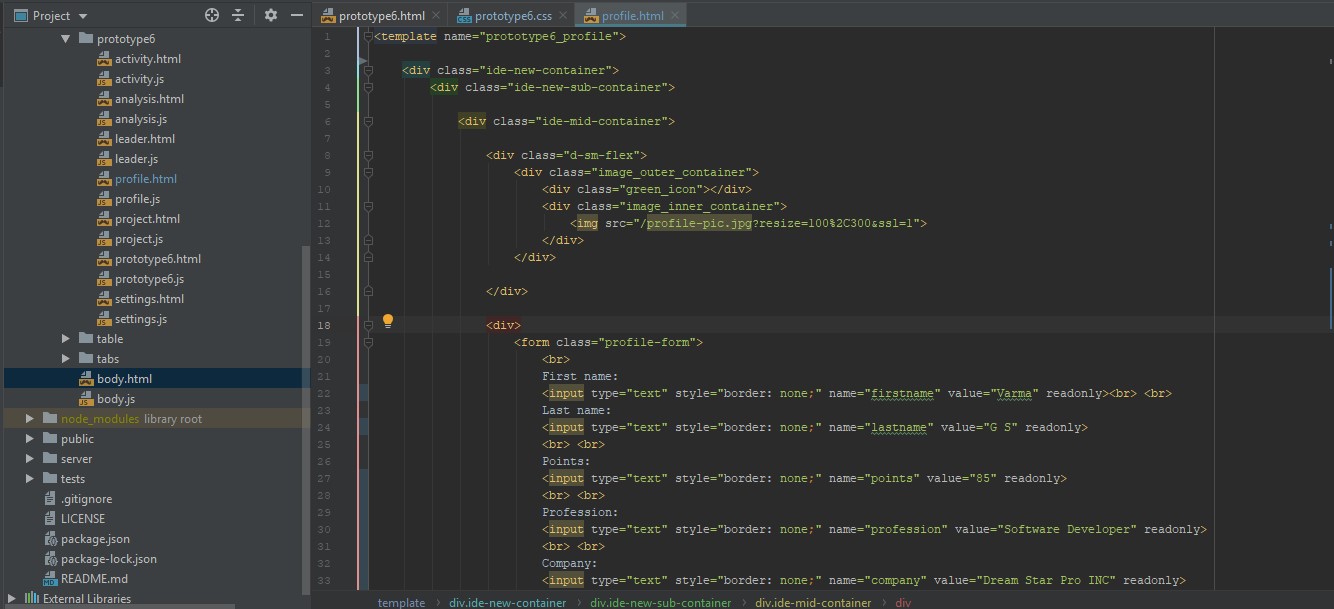 Project
prototype6
activity.html
activity.js
analysis.html
analysis.js
leader.html
leader.js
profile.html
profile.js
project.html
project.js
prototype6.html
prototype6.js
settings.html
settings.js
table
tabs
body.html
body.js
node_modules library root
public
server
tests
.gitignore
LICENSE
package.json
package-lock.json
README.md
External Libraries
prototype6.html prototype6.css profile.html
1 <template name="prototype6_profile">
2
3 <div class="ide-new-container">
4 <div class="ide-new-sub-container">
5
6 <div class="ide-mid-container">
7
8 <div class="d-sm-flex">
9 <div class="image_outer_container">
10 <div class="green_icon"></div>
11 <div class="image_inner_container">
12 <img src="/profile-pic.jpg?resize=100%2C300&ssl=1">
13 </div>
14 </div>
15
16 </div>
17
18 <div>
19 <form class="profile-form">
20 <br>
21 First name:
22 <input type="text" style="border: none;" name="firstname" value="Varma" readonly><br> <br>
23 Last name:
24 <input type="text" style="border: none;" name="lastname" value="G S" readonly>
25 <br> <br>
26 Points:
27 <input type="text" style="border: none;" name="points" value="85" readonly>
28 <br> <br>
29 Profession:
30 <input type="text" style="border: none;" name="profession" value="Software Developer" readonly>
31 <br> <br>
32 Company:
33 <input type="text" style="border: none;" name="company" value="Dream Star Pro INC" readonly>
template div.ide-new-container div.ide-new-sub-container div.ide-mid-container div